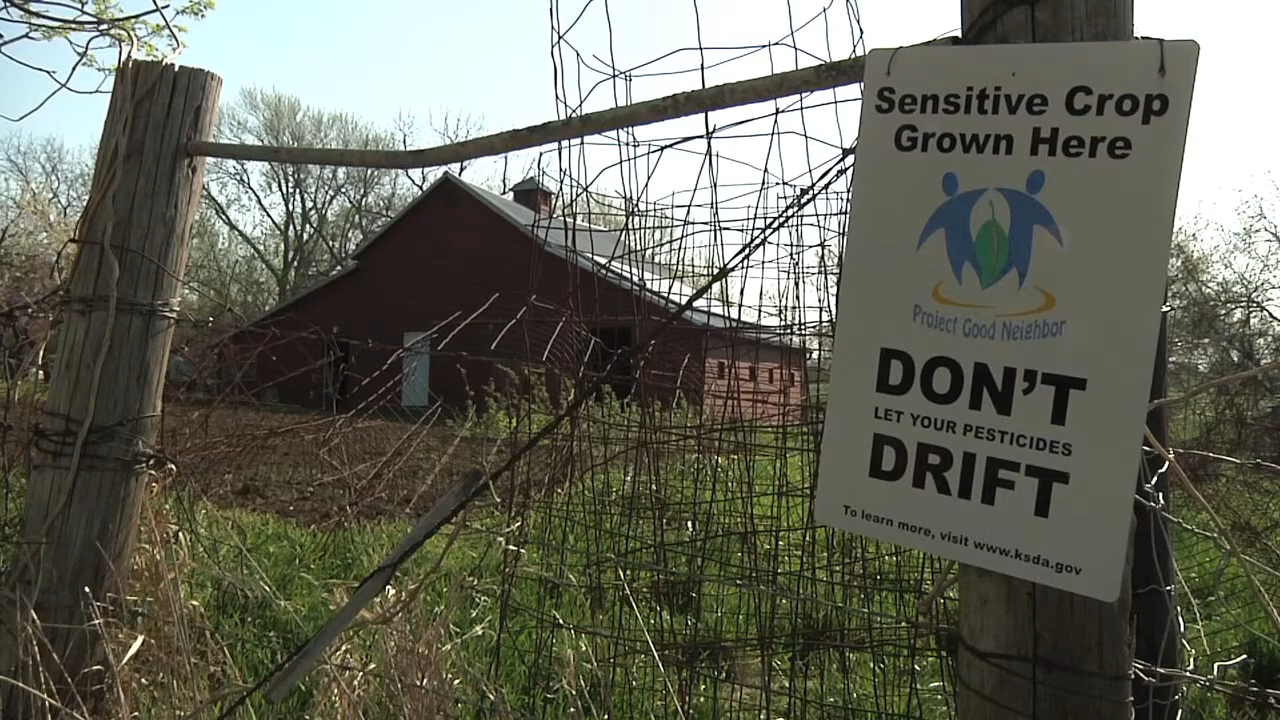 Sensitive Crop
Grown Here
Project Good Neighbor
DON'T
LET YOUR PESTICIDES
DRIFT
To learn more, visit www.ksda.gov